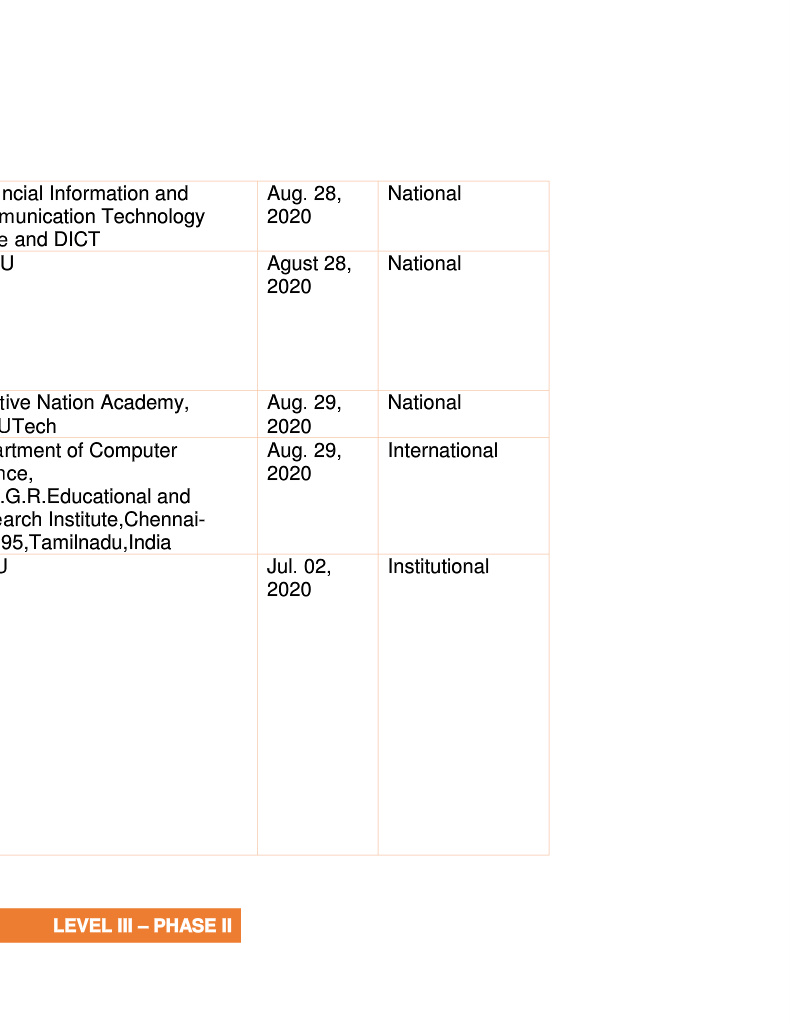 ncial Information and
munication Technology
e and DICT
Aug. 28,
2020
National
U
Agust 28,
2020
National
tive Nation Academy,
UTech
Aug. 29,
2020
National
artment of Computer
nce,
.G.R.Educational and
earch Institute,Chennai-
95,Tamilnadu,India
Aug. 29,
2020
International
U
Jul. 02,
2020
Institutional
LEVEL III – PHASE II